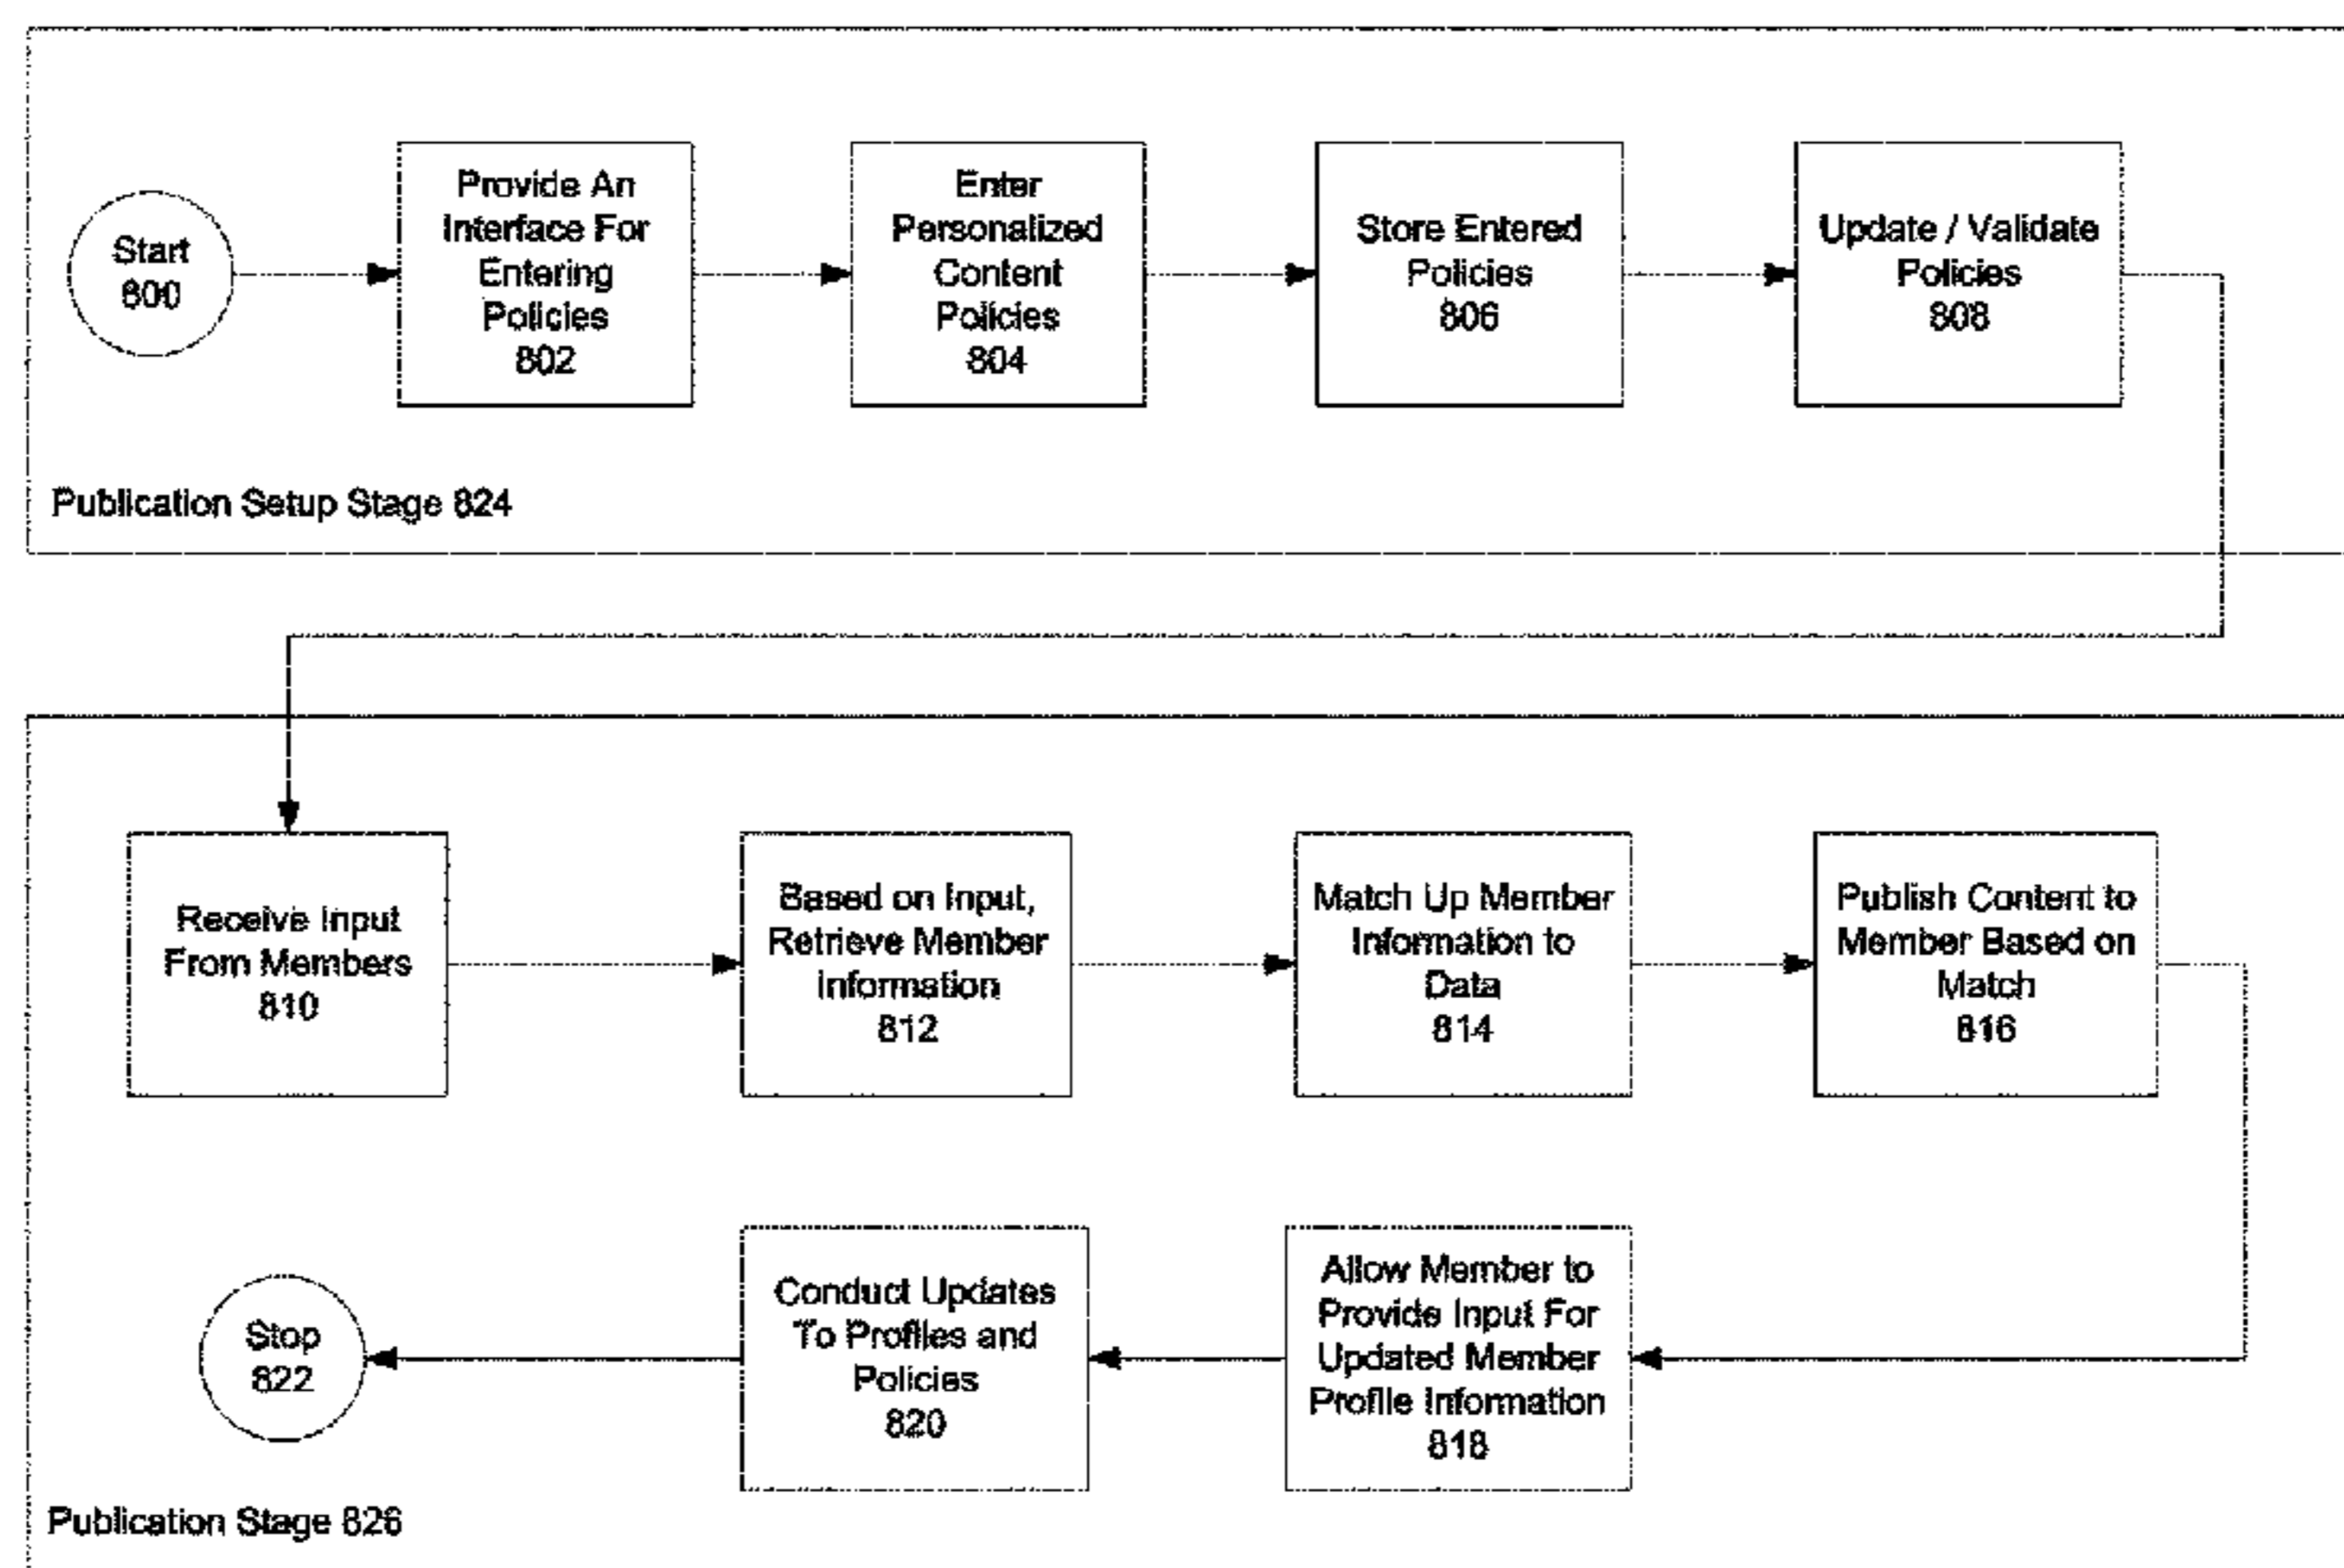 Start
800
Provide An
Interface For
Entering
Policies
802
Enter
Personalized
Content
Policies
804
Store Entered
Policies
806
Update / Validate
Policies
808
Publication Setup Stage 824
Receive Input
From Members
810
Based on Input,
Retrieve Member
Information
812
Match Up Member
Information to
Data
814
Publish Content to
Member Based on
Match
816
Allow Member to
Provide Input For
Updated Member
Profile Information
818
Conduct Updates
To Profiles and
Policies
820
Stop
822
Publication Stage 826